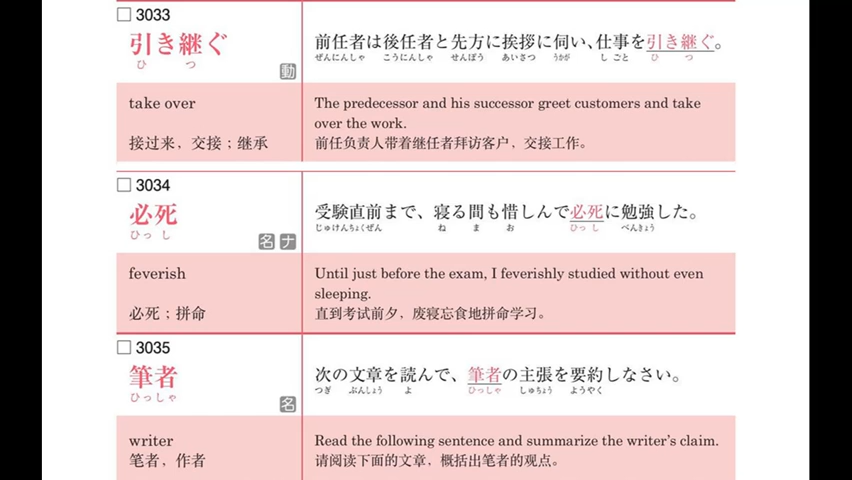 3033
引き継ぐ
ひ つ
動
前任者は後任者と先方に挨拶に伺い、仕事を引き継ぐ。
ぜんにんしゃ こうにんしゃ せんぽう あいさつ うかが しごと ひ つ
take over
接过来，交接；继承
The predecessor and his successor greet customers and take
over the work.
前任负责人带着继任者拜访客户，交接工作。
3034
必死
ひっし
名 ナ
受験直前まで、寝る間も惜しんで必死に勉強した。
じゅけんちょくぜん ね ま お ひっし べんきょう
feverish
必死；拼命
Until just before the exam, I feverishly studied without even
sleeping.
直到考试前夕，废寝忘食地拼命学习。
3035
筆者
ひっしゃ
名
次の文章を読んで、筆者の主張を要約しなさい。
つぎ ぶんしょう よ ひっしゃ しゅちょう ようやく
writer
笔者，作者
Read the following sentence and summarize the writer's claim.
请阅读下面的文章，概括出笔者的观点。